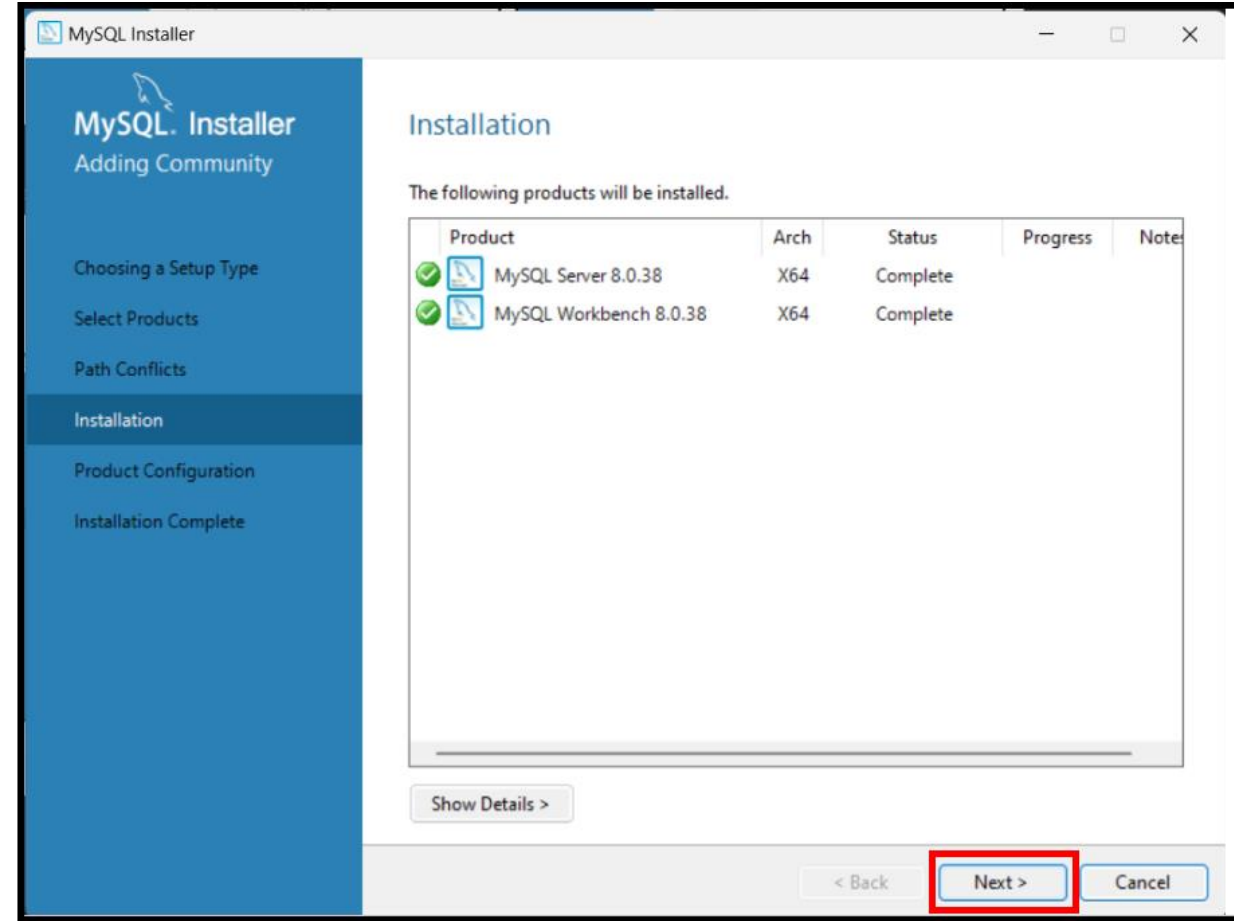 MySQL Installer
MySQL. Installer
Adding Community
Choosing a Setup Type
Select Products
Path Conflicts
Installation
Product Configuration
Installation Complete
Installation
The following products will be installed.
Product Arch Status Progress Notes
MySQL Server 8.0.38 X64 Complete
MySQL Workbench 8.0.38 X64 Complete
Show Details >
< Back Next > Cancel